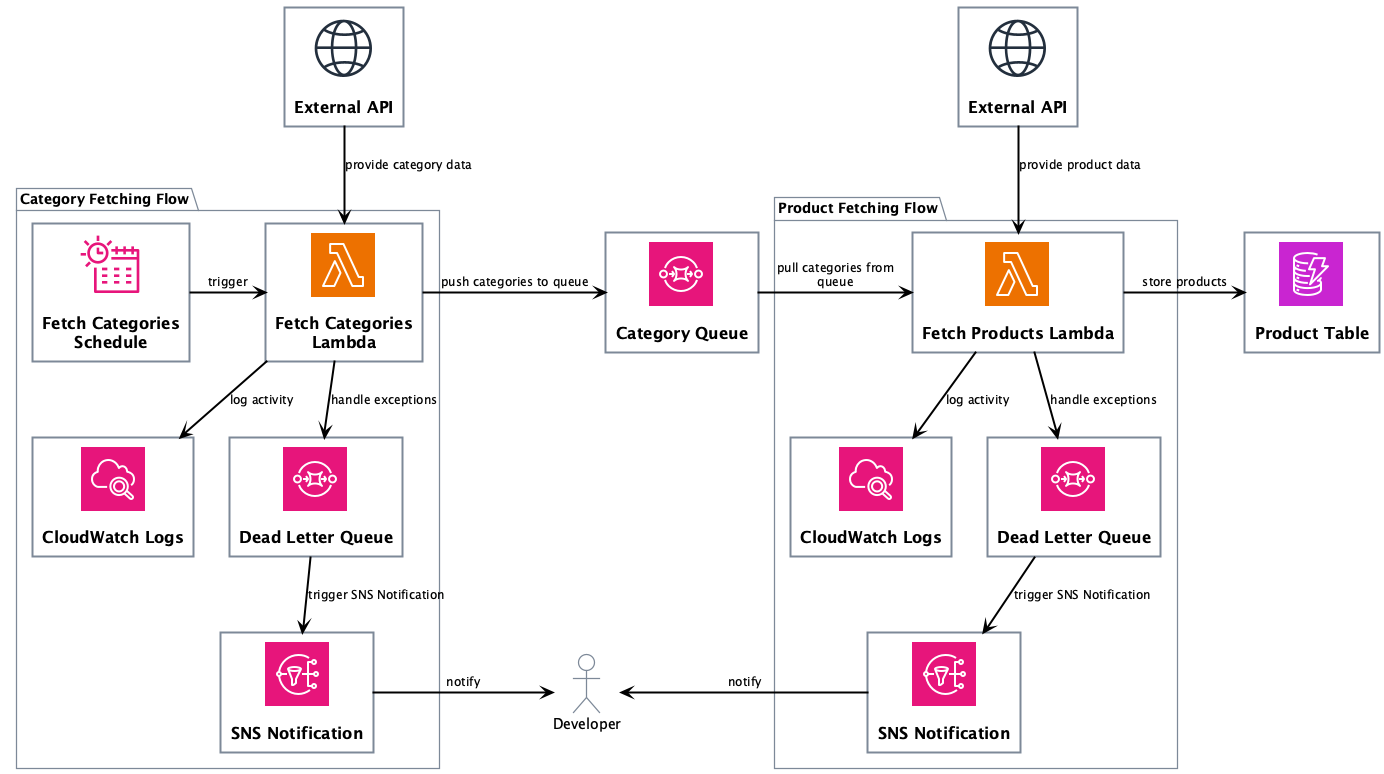 External API
External API
provide category data
provide product data
Category Fetching Flow
Product Fetching Flow
Fetch Categories
Schedule
trigger
Fetch Categories
Lambda
push categories to queue
Category Queue
pull categories from
queue
Fetch Products Lambda
store products
Product Table
log activity
handle exceptions
log activity
handle exceptions
CloudWatch Logs
Dead Letter Queue
CloudWatch Logs
Dead Letter Queue
trigger SNS Notification
trigger SNS Notification
SNS Notification
notify
Developer
notify
SNS Notification